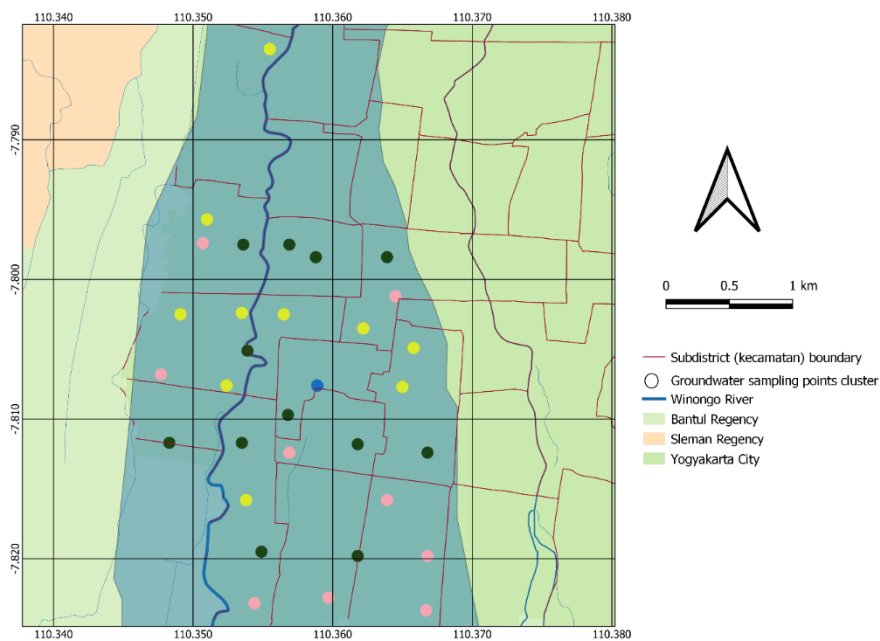 110.340 110.350 110.360 110.370 110.380
-7.790
-7.800
-7.810
-7.820
110.340 110.350 110.360 110.370 110.380
0 0.5 1 km
Subdistrict (kecamatan) boundary
Groundwater sampling points cluster
Winongo River
Bantul Regency
Sleman Regency
Yogyakarta City